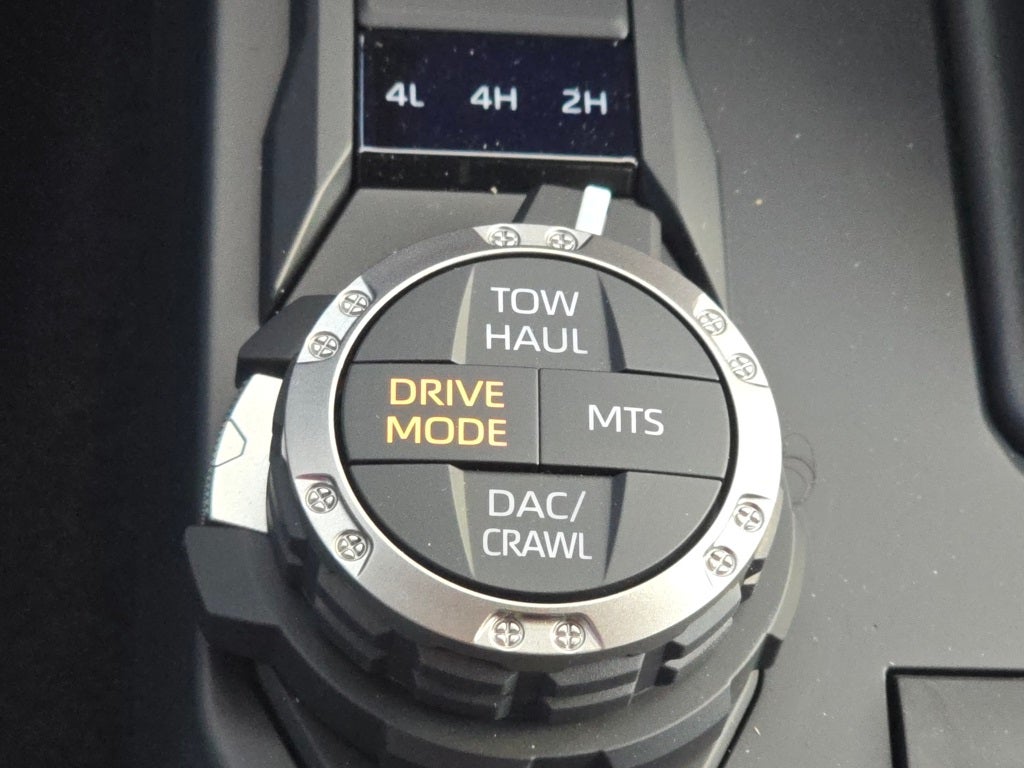 4L 4H 2H
TOW
HAUL
DRIVE
MODE
MTS
DAC/
CRAWL